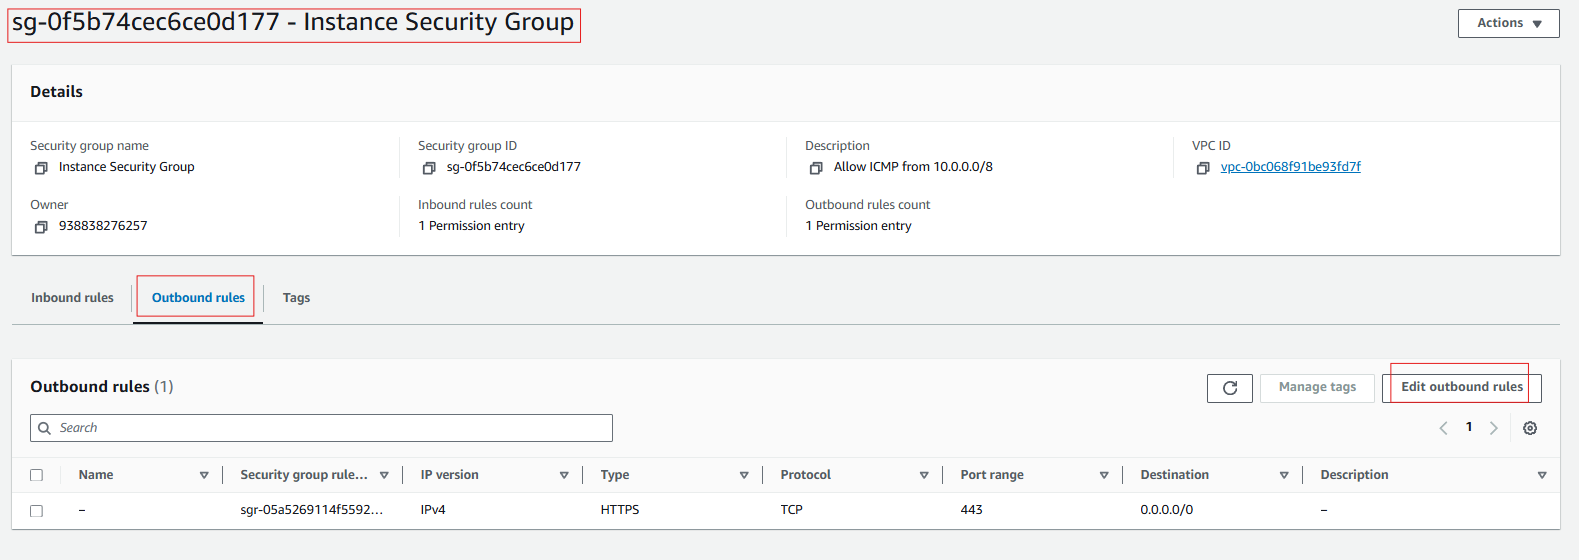 sg-0f5b74cec6ce0d177 - Instance Security Group
Actions
Details
Security group name
Instance Security Group
Security group ID
sg-0f5b74cec6ce0d177
Description
Allow ICMP from 10.0.0.0/8
VPC ID
vpc-0bc068f91be93fd7f
Owner
938838276257
Inbound rules count
1 Permission entry
Outbound rules count
1 Permission entry
Inbound rules
Outbound rules
Tags
Outbound rules (1)
Manage tags
Edit outbound rules
Search
1
Name Security group rule... IP version Type Protocol Port range Destination Description
– sgr-05a5269114f5592... IPv4 HTTPS TCP 443 0.0.0.0/0 –